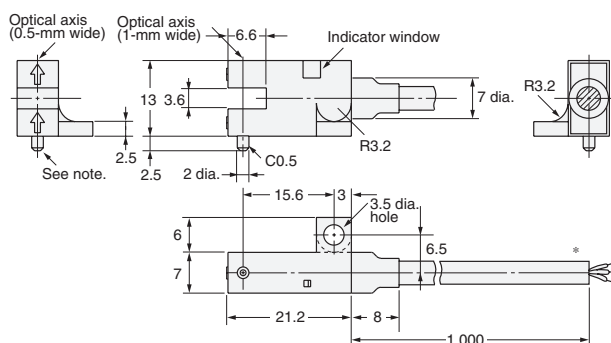 Optical axis
(0.5-mm wide)
Optical axis
(1-mm wide)
6.6
Indicator window
13
3.6
7 dia.
R3.2
R3.2
2.5
2.5
See note.
C0.5
2 dia.
15.6
3
3.5 dia.
hole
6
6.5
*
7
21.2
8
1,000